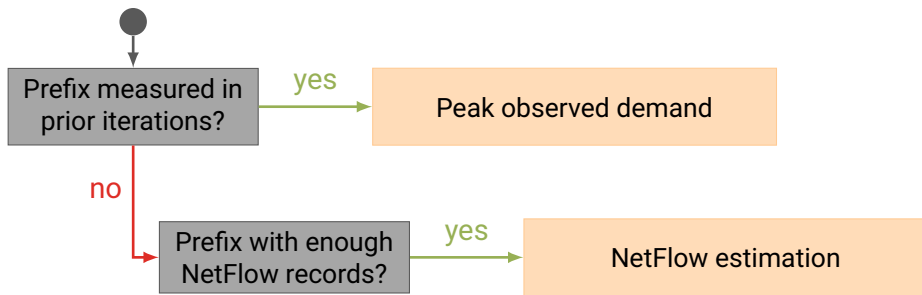 Prefix measured in
prior iterations?
yes
Peak observed demand
no
Prefix with enough
NetFlow records?
yes
NetFlow estimation